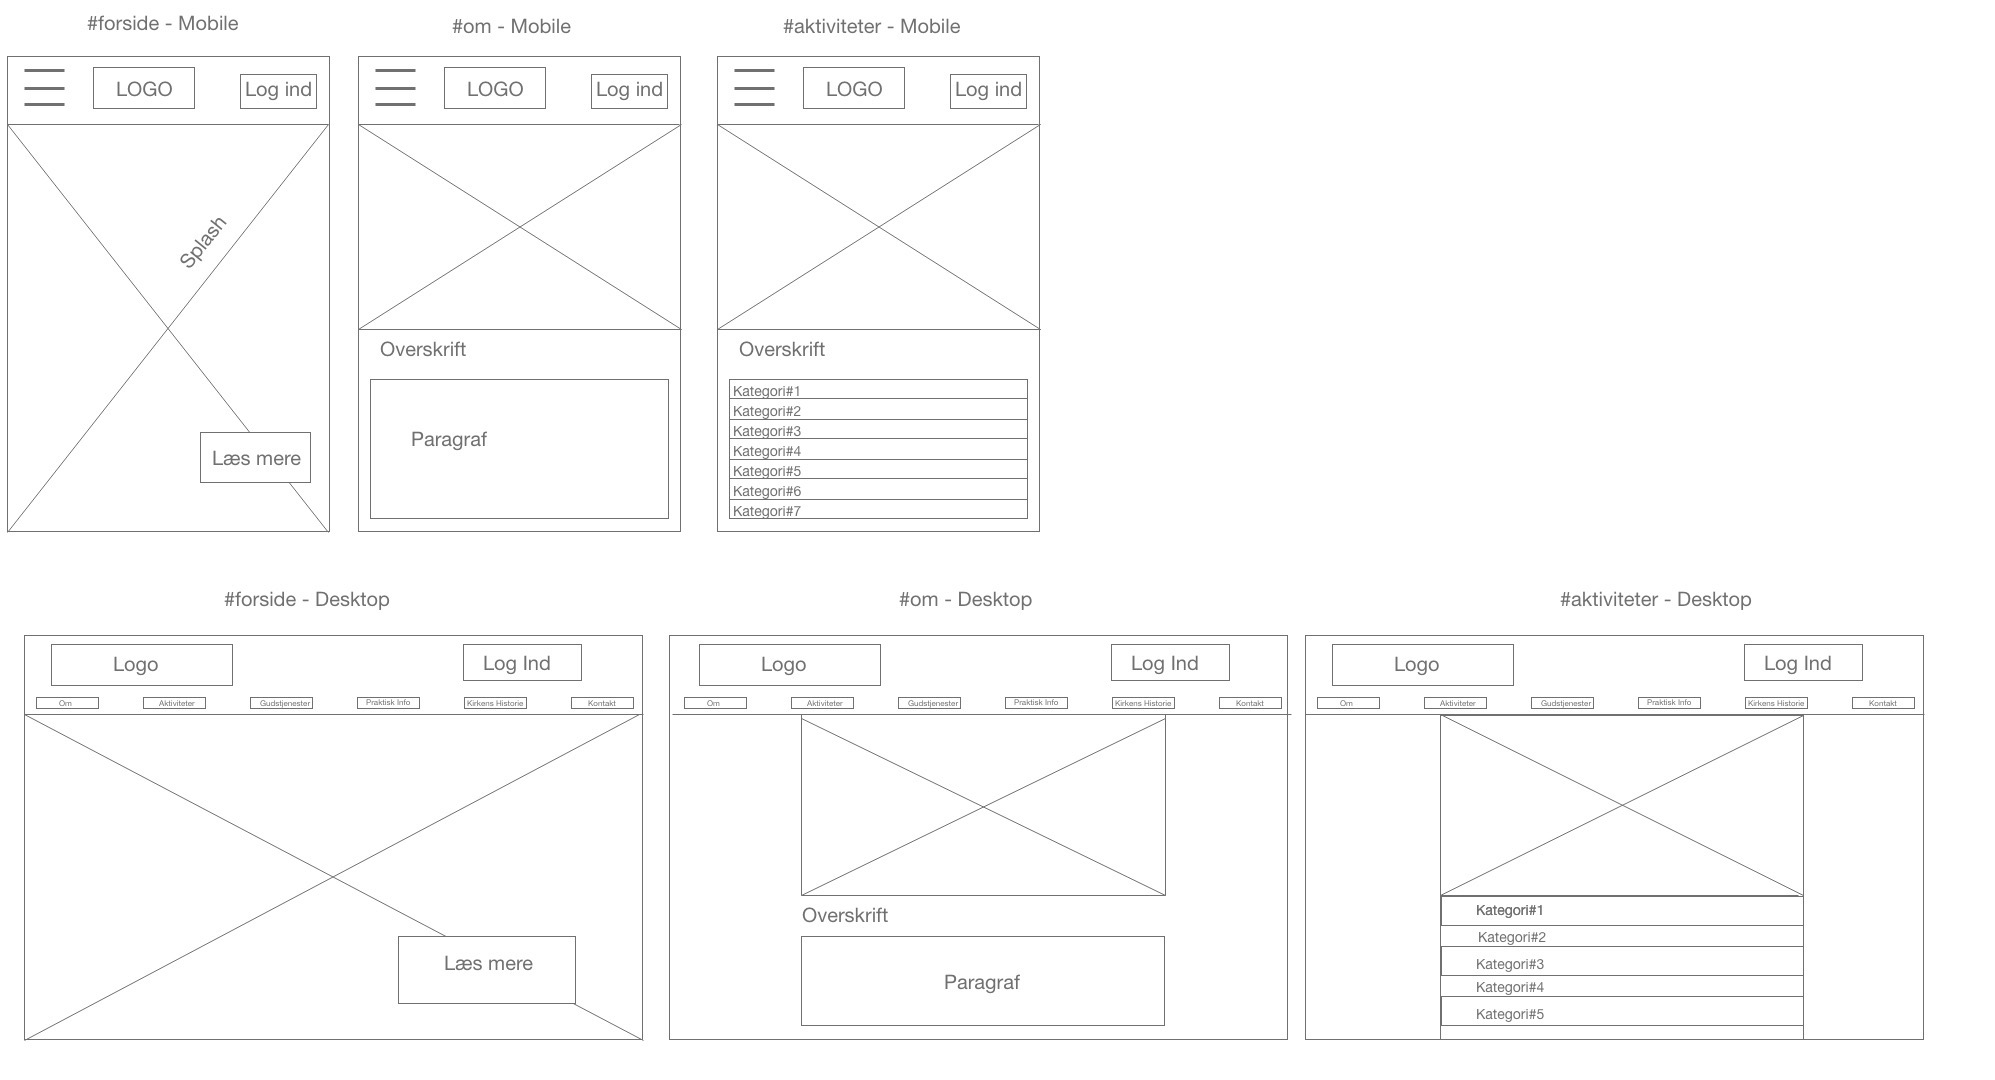 #forside - Mobile
LOGO
Log ind
Splash
Læs mere
#om - Mobile
LOGO
Log ind
Overskrift
Paragraf
#aktiviteter - Mobile
LOGO
Log ind
Overskrift
Kategori#1
Kategori#2
Kategori#3
Kategori#4
Kategori#5
Kategori#6
Kategori#7
#forside - Desktop
Logo
Log Ind
Om
Aktiviteter
Gudstjenester
Praktisk Info
Kirkens Historie
Kontakt
Læs mere
#om - Desktop
Logo
Log Ind
Om
Aktiviteter
Gudstjenester
Praktisk Info
Kirkens Historie
Kontakt
Overskrift
Paragraf
#aktiviteter - Desktop
Logo
Log Ind
Om
Aktiviteter
Gudstjenester
Praktisk Info
Kirkens Historie
Kontakt
Kategori#1
Kategori#2
Kategori#3
Kategori#4
Kategori#5